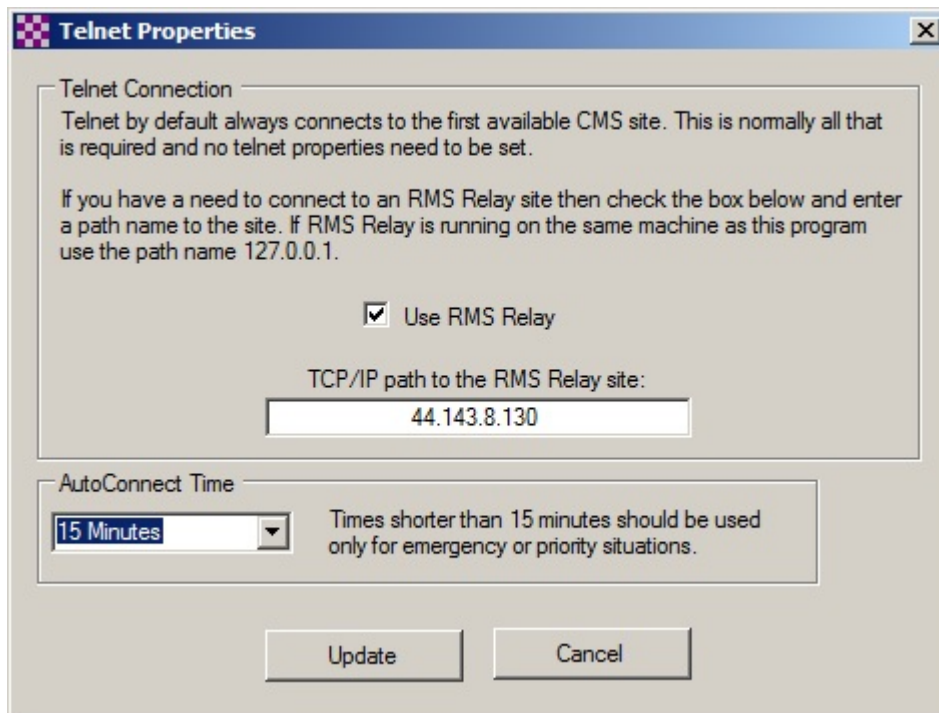 Telnet Properties
Telnet Connection
Telnet by default always connects to the first available CMS site. This is normally all that
is required and no telnet properties need to be set.
If you have a need to connect to an RMS Relay site then check the box below and enter
a path name to the site. If RMS Relay is running on the same machine as this program
use the path name 127.0.0.1.
Use RMS Relay
TCP/IP path to the RMS Relay site:
44.143.8.130
AutoConnect Time
15 Minutes
Times shorter than 15 minutes should be used
only for emergency or priority situations.
Update
Cancel